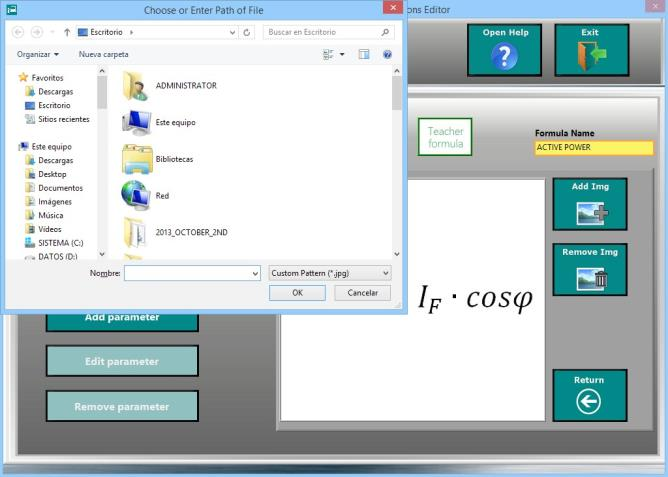 Choose or Enter Path of File
ons Editor
Escritorio
Buscar en Escritorio
Organizar
Nueva carpeta
Favoritos
Descargas
Escritorio
Sitios recientes
Este equipo
Descargas
Desktop
Documentos
Imágenes
Música
Vídeos
SISTEMA (C:)
DATOS (D:)
ADMINISTRATOR
Este equipo
Bibliotecas
Red
2013_OCTOBER_2ND
Nombre:
Custom Pattern (*.jpg)
OK
Cancelar
Open Help
Exit
Teacher
formula
Formula Name
ACTIVE POWER
Add Img
Remove Img
I_F · cosφ
Add parameter
Edit parameter
Remove parameter
Return